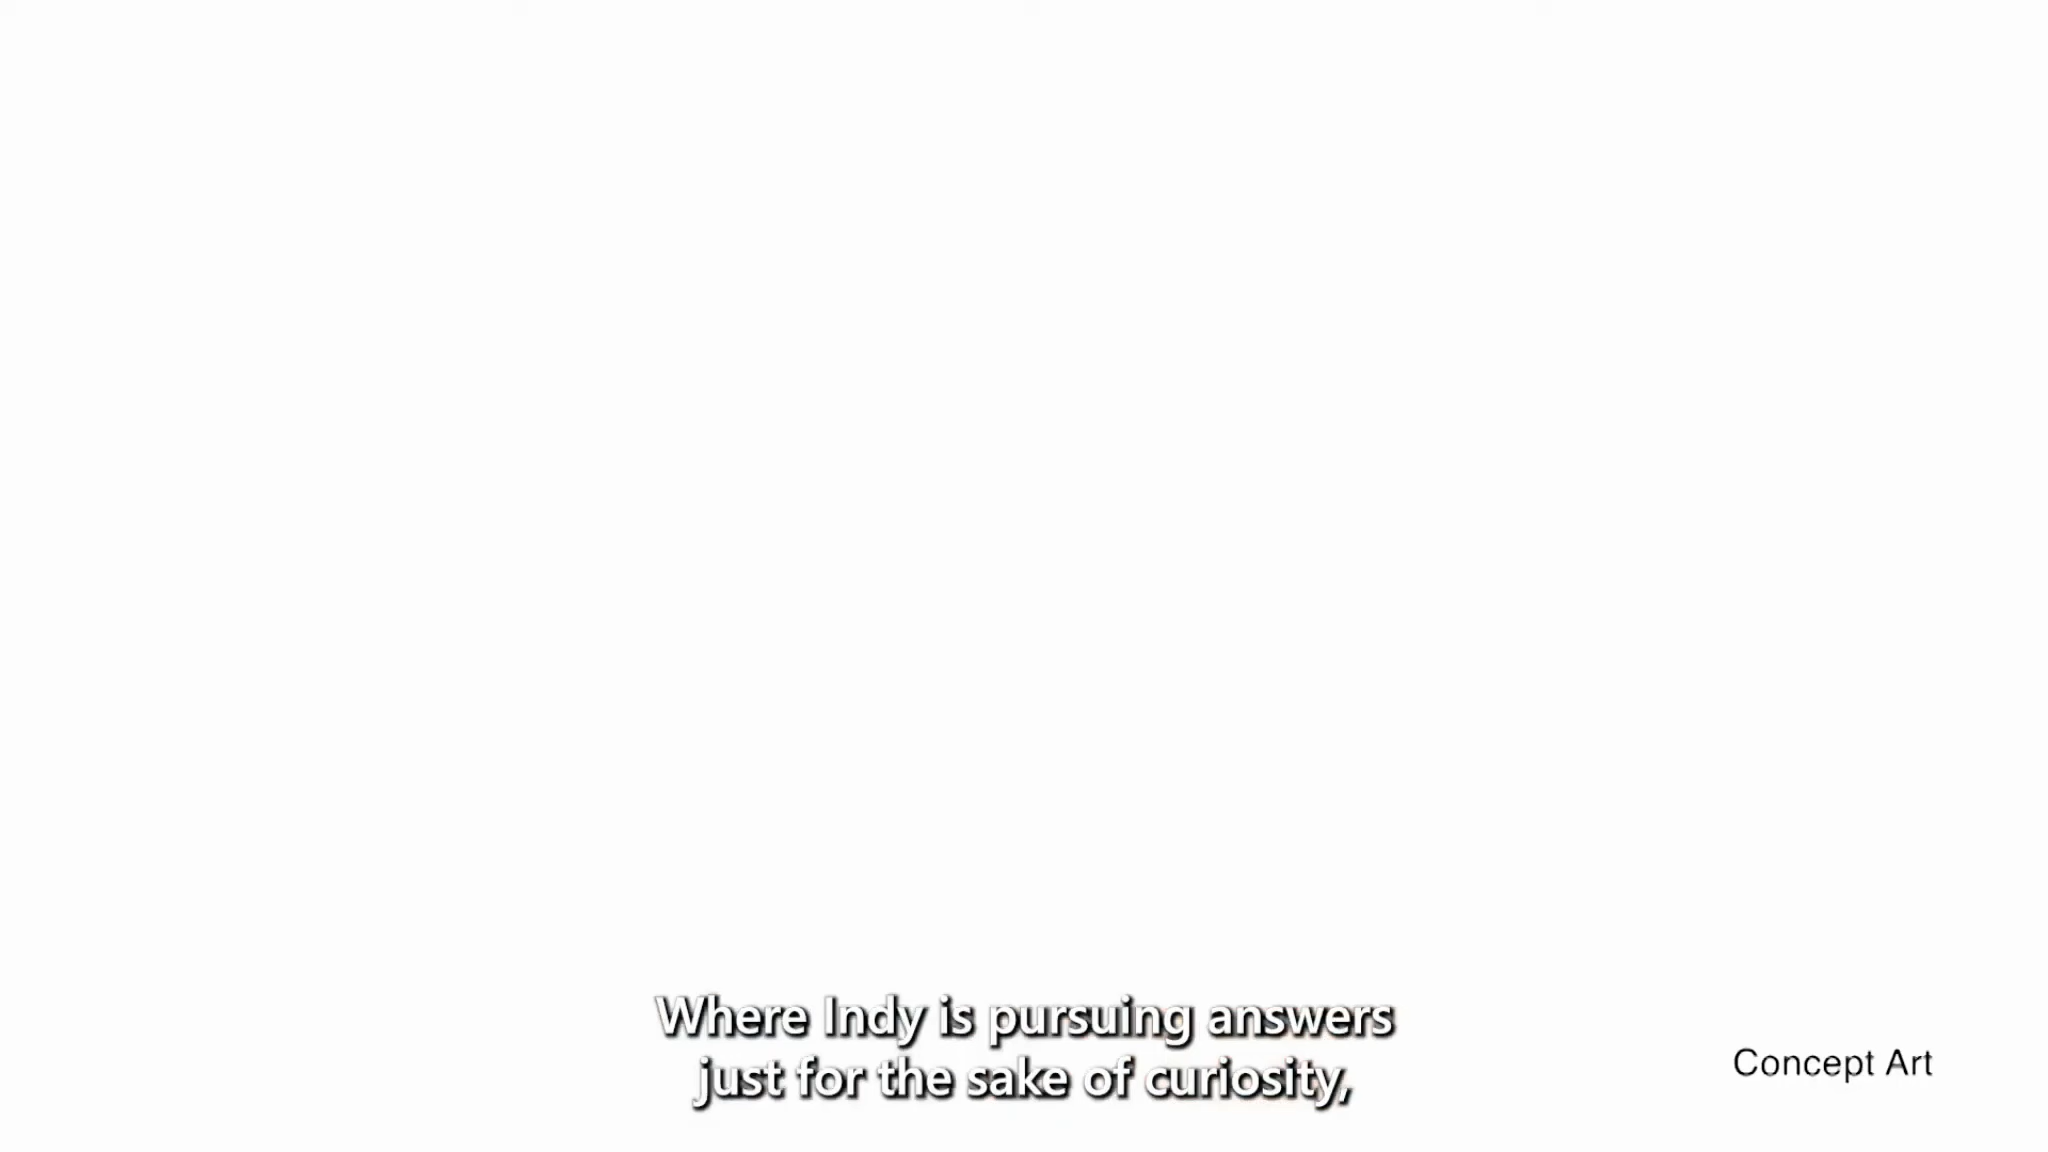 Where Indy is pursuing answers
just for the sake of curiosity,
Concept Art